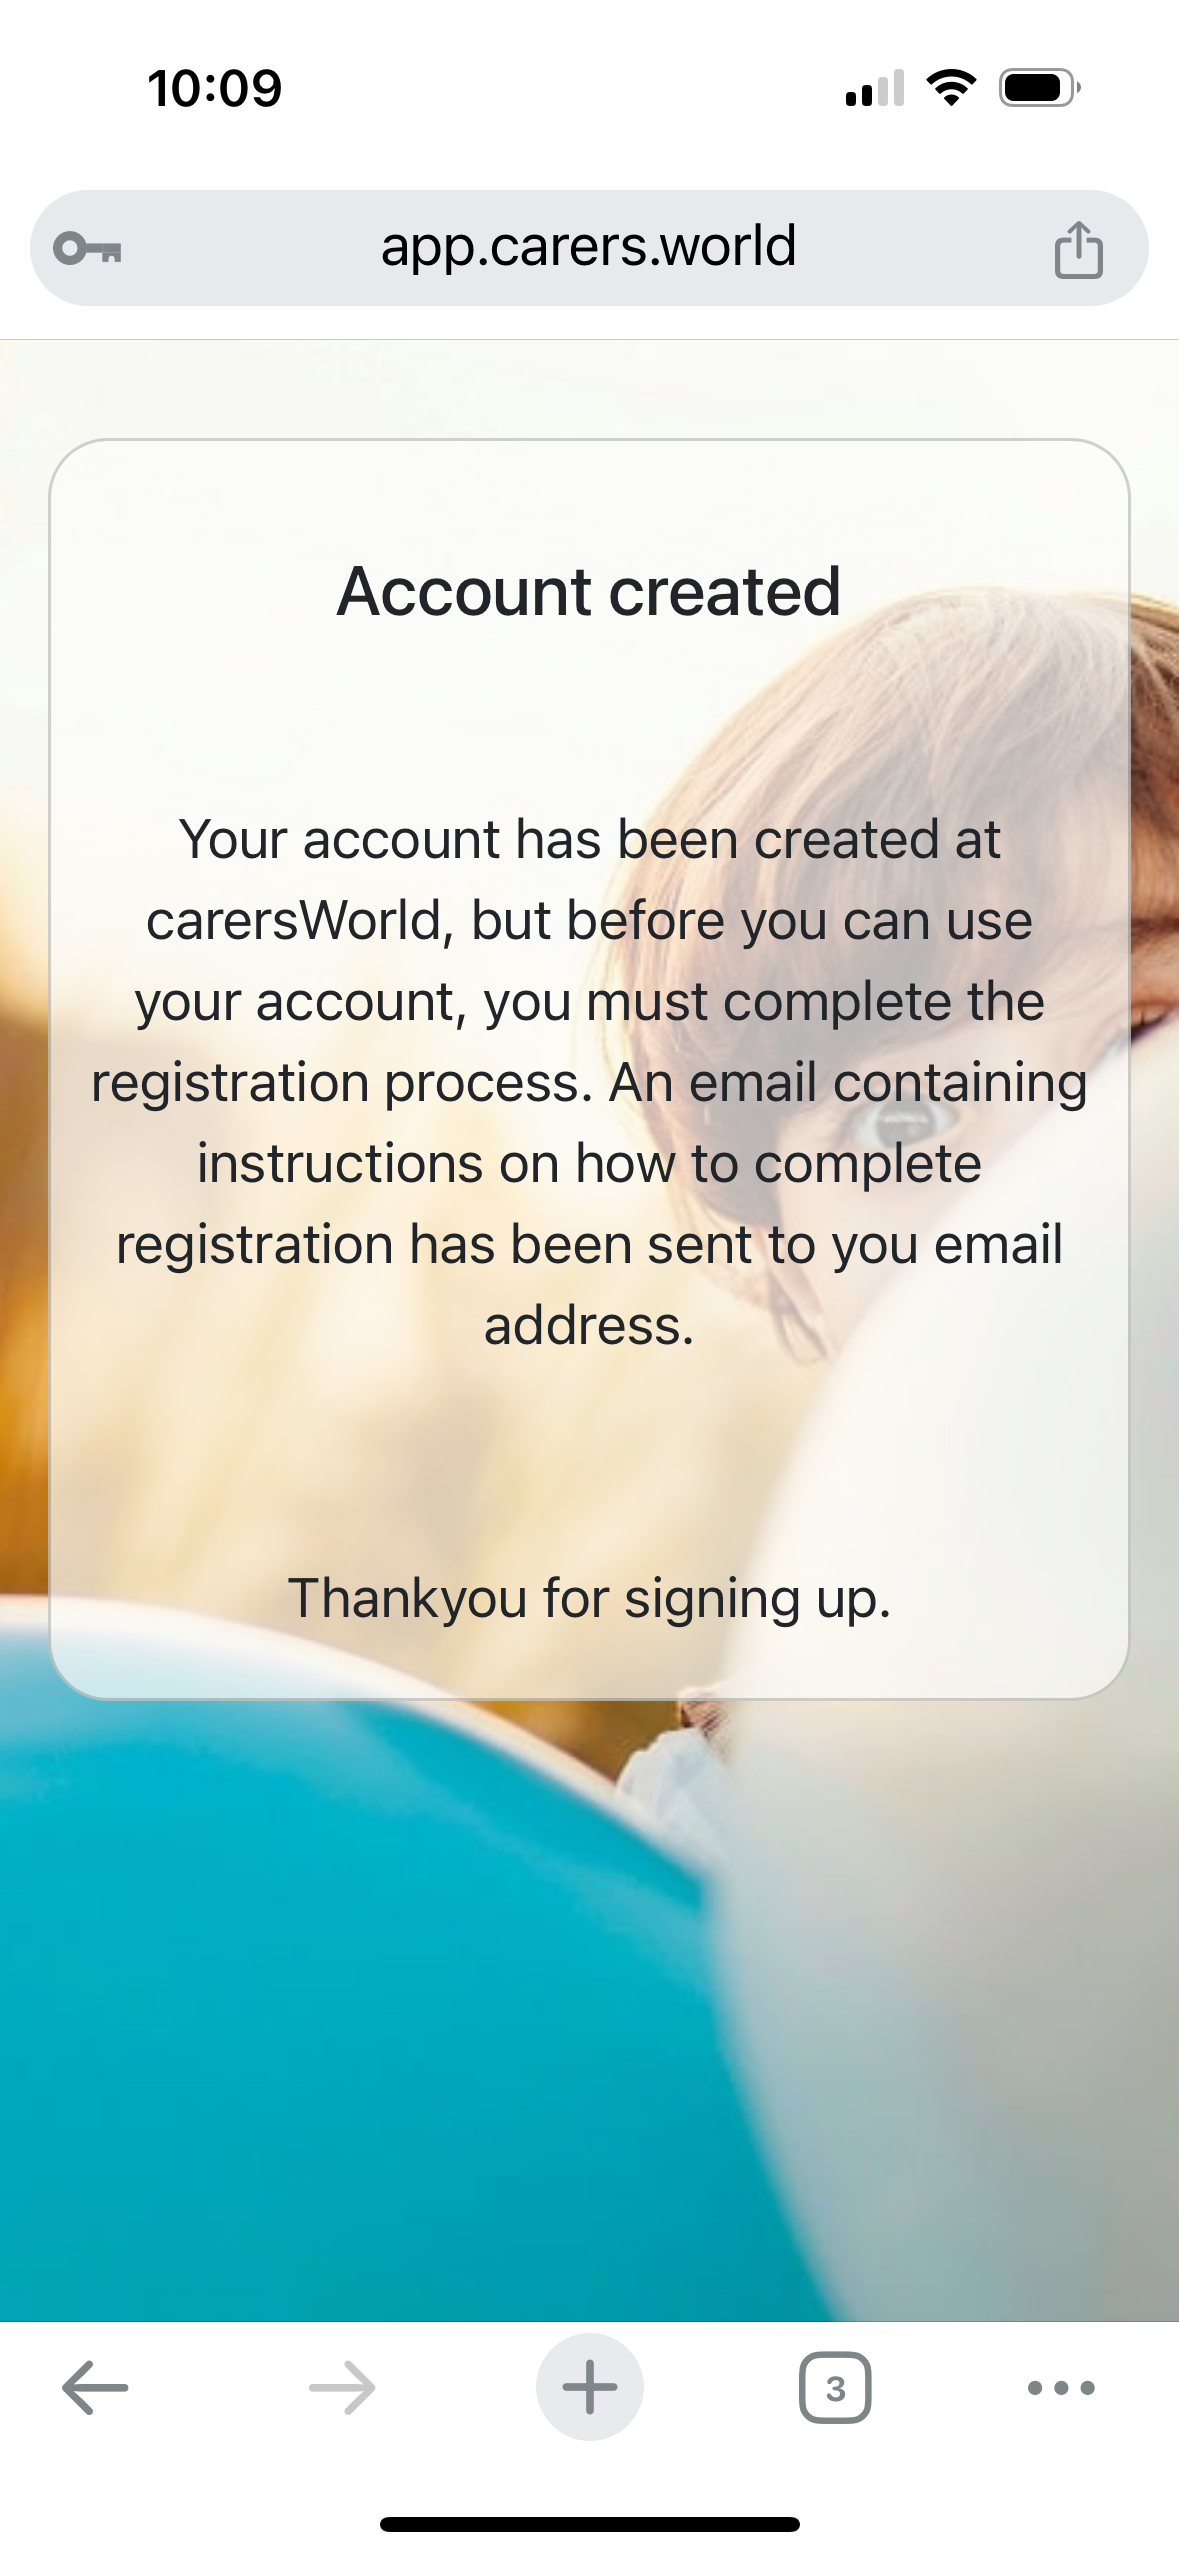 10:09
app.carers.world
Account created
Your account has been created at
carersWorld, but before you can use
your account, you must complete the
registration process. An email containing
instructions on how to complete
registration has been sent to you email
address.
Thankyou for signing up.
3